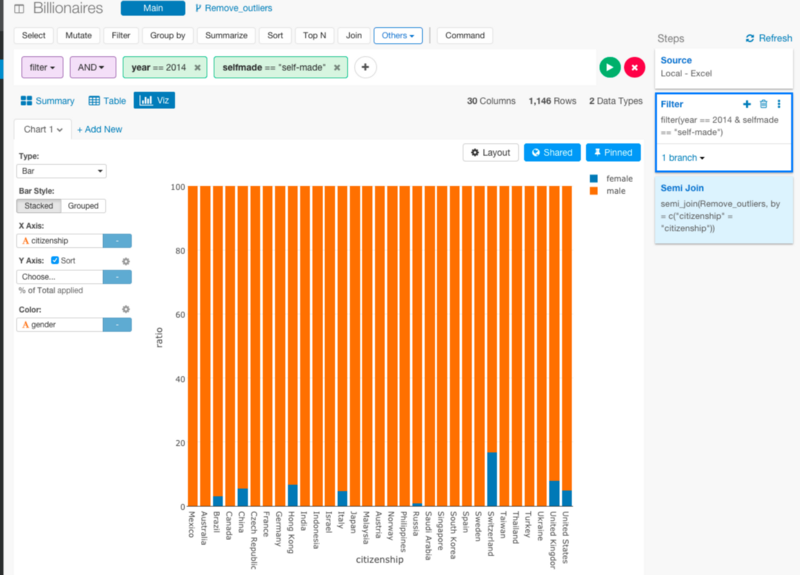 Billionaires
Main
Remove_outliers
Select
Mutate
Filter
Group by
Summarize
Sort
Top N
Join
Others
Command
filter
AND
year == 2014
selfmade == "self-made"
Summary
Table
Viz
30 Columns
1,146 Rows
2 Data Types
Chart 1
+ Add New
Layout
Shared
Pinned
Type:
Bar
Bar Style:
Stacked
Grouped
X Axis:
A citizenship
-
Y Axis:
Sort
Choose...
-
% of Total applied
Color:
A gender
-
female
male
ratio
100
80
60
40
20
0
Mexico
Australia
Brazil
Canada
China
Czech Republic
France
Germany
Hong Kong
India
Indonesia
Israel
Italy
Japan
Malaysia
Austria
Norway
Philippines
Russia
Saudi Arabia
Singapore
South Korea
Spain
Sweden
Switzerland
Taiwan
Thailand
Turkey
Ukraine
United Kingdor
United States
citizenship
Steps
Refresh
Source
Local - Excel
Filter
filter(year == 2014 & selfmade
== "self-made")
1 branch
Semi Join
semi_join(Remove_outliers, by
= c("citizenship" =
"citizenship"))